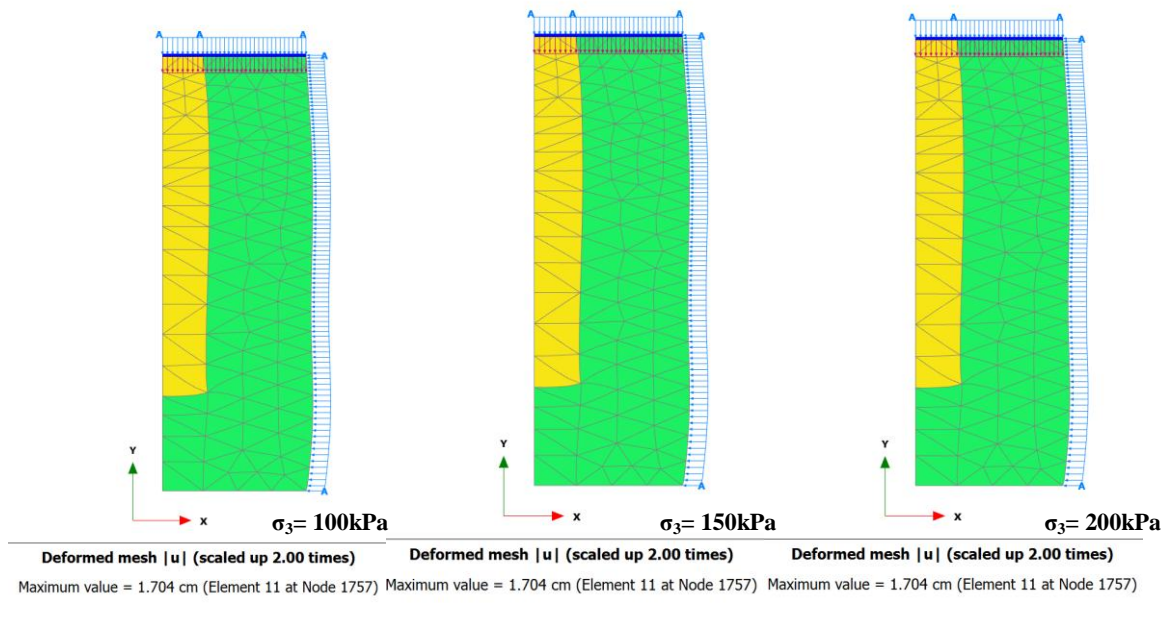 A A A A
Y
X
σ₃= 100kPa
Deformed mesh |u| (scaled up 2.00 times)
Maximum value = 1.704 cm (Element 11 at Node 1757)
A
A A A A
Y
X
σ₃= 150kPa
Deformed mesh |u| (scaled up 2.00 times)
Maximum value = 1.704 cm (Element 11 at Node 1757)
A
A A A A
Y
X
σ₃= 200kPa
Deformed mesh |u| (scaled up 2.00 times)
Maximum value = 1.704 cm (Element 11 at Node 1757)
A